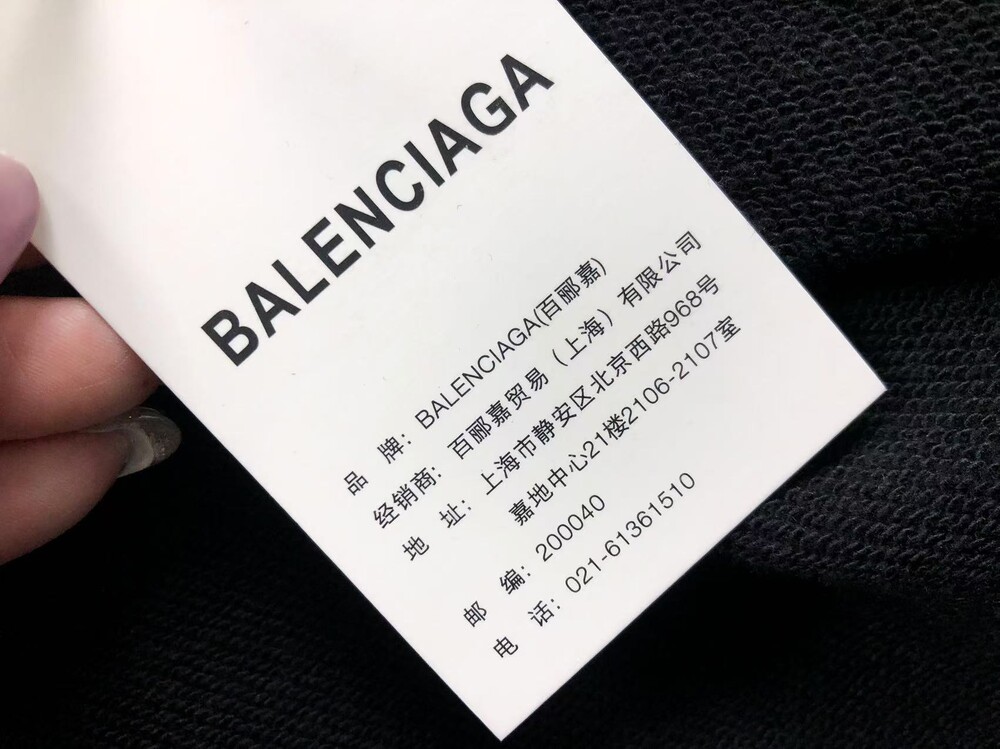 BALENCIAGA
品 牌：BALENCIAGA(百郦嘉)
经销商：百郦嘉贸易（上海）有限公司
地 址：上海市静安区北京西路968号
嘉地中心21楼2106-2107室
邮 编：200040
电 话：021-61361510